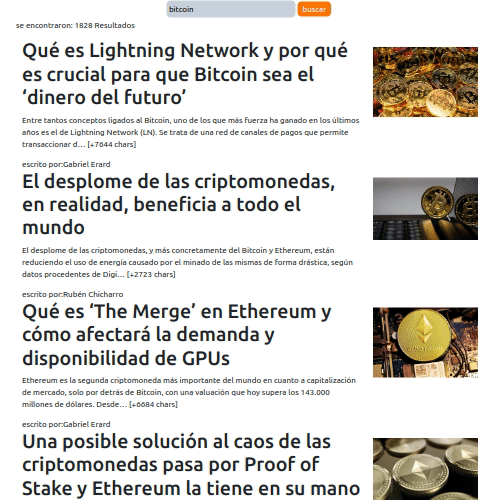 bitcoin
buscar
se encontraron: 1828 Resultados
Qué es Lightning Network y por qué
es crucial para que Bitcoin sea el
‘dinero del futuro’
Entre tantos conceptos ligados al Bitcoin, uno de los que más fuerza ha ganado en los últimos
años es el de Lightning Network (LN). Se trata de una red de canales de pagos que permite
transaccionar d… [+7644 chars]
escrito por:Gabriel Erard
El desplome de las criptomonedas,
en realidad, beneficia a todo el
mundo
El desplome de las criptomonedas, y más concretamente del Bitcoin y Ethereum, están
reduciendo el uso de energía causado por el minado de las mismas de forma drástica, según
datos procedentes de Digi… [+2723 chars]
escrito por:Rubén Chicharro
Qué es ‘The Merge’ en Ethereum y
cómo afectará la demanda y
disponibilidad de GPUs
Ethereum es la segunda criptomoneda más importante del mundo en cuanto a capitalización
de mercado, solo por detrás de Bitcoin, con una valuación que hoy supera los 143.000
millones de dólares. Desde… [+6684 chars]
escrito por:Gabriel Erard
Una posible solución al caos de las
criptomonedas pasa por Proof of
Stake y Ethereum la tiene en su mano